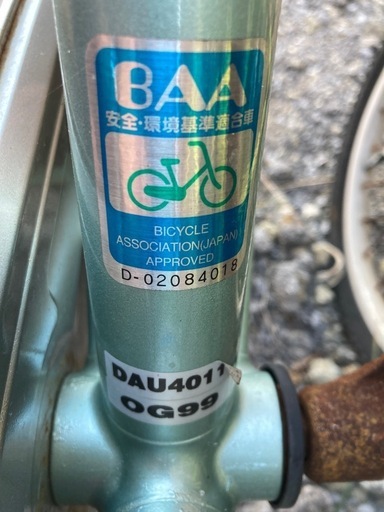 BAA
安全・環境基準適合車
BICYCLE
ASSOCIATION(JAPAN)
APPROVED
D-02084018
DAU4011
OG99